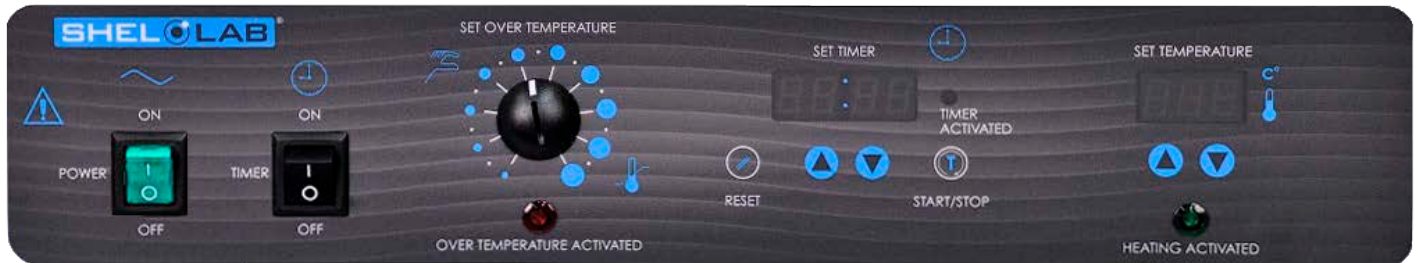 SHEL LAB®
SET OVER TEMPERATURE
SET TIMER
SET TEMPERATURE
C°
ON
ON
TIMER
ACTIVATED
POWER
I
O
TIMER
I
O
RESET
START/STOP
OFF
OFF
OVER TEMPERATURE ACTIVATED
HEATING ACTIVATED